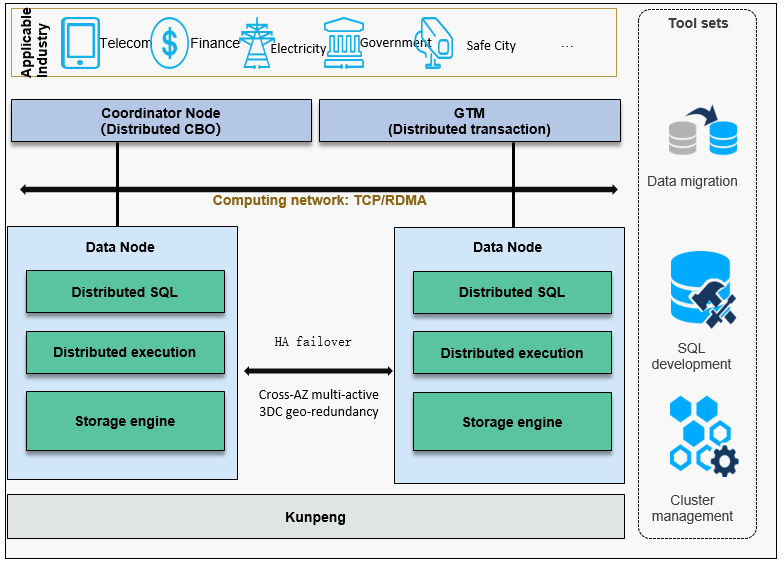 Applicable
Industry
Telecom
Finance
Electricity
Government
Safe City
...
Tool sets
Coordinator Node
(Distributed CBO)
GTM
(Distributed transaction)
Data migration
Computing network: TCP/RDMA
Data Node
Distributed SQL
Distributed execution
Storage engine
HA failover
Cross-AZ multi-active
3DC geo-redundancy
Data Node
Distributed SQL
Distributed execution
Storage engine
SQL
development
Cluster
management
Kunpeng